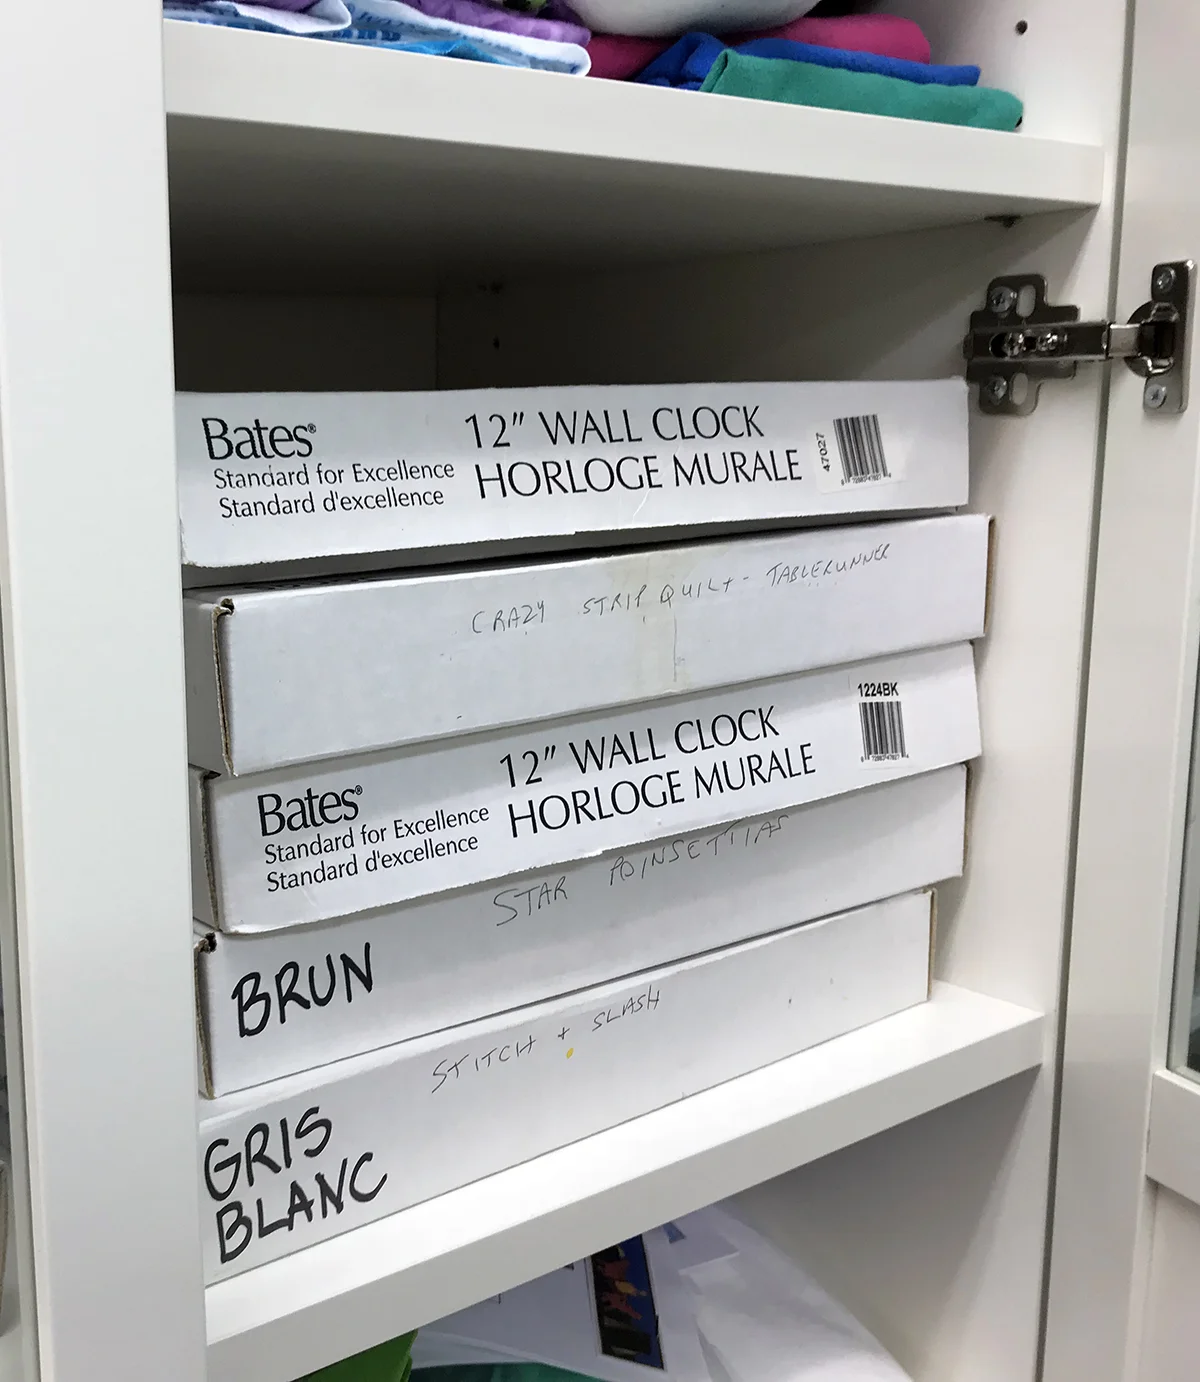 Bates®
Standard for Excellence
Standard d'excellence
12" WALL CLOCK
HORLOGE MURALE
47027
CRAZY STRIP QUILT - TABLERUNNER
Bates®
Standard for Excellence
Standard d'excellence
12" WALL CLOCK
HORLOGE MURALE
1224BK
STAR POINSETTIAS
BRUN
STITCH + SLASH
GRIS
BLANC